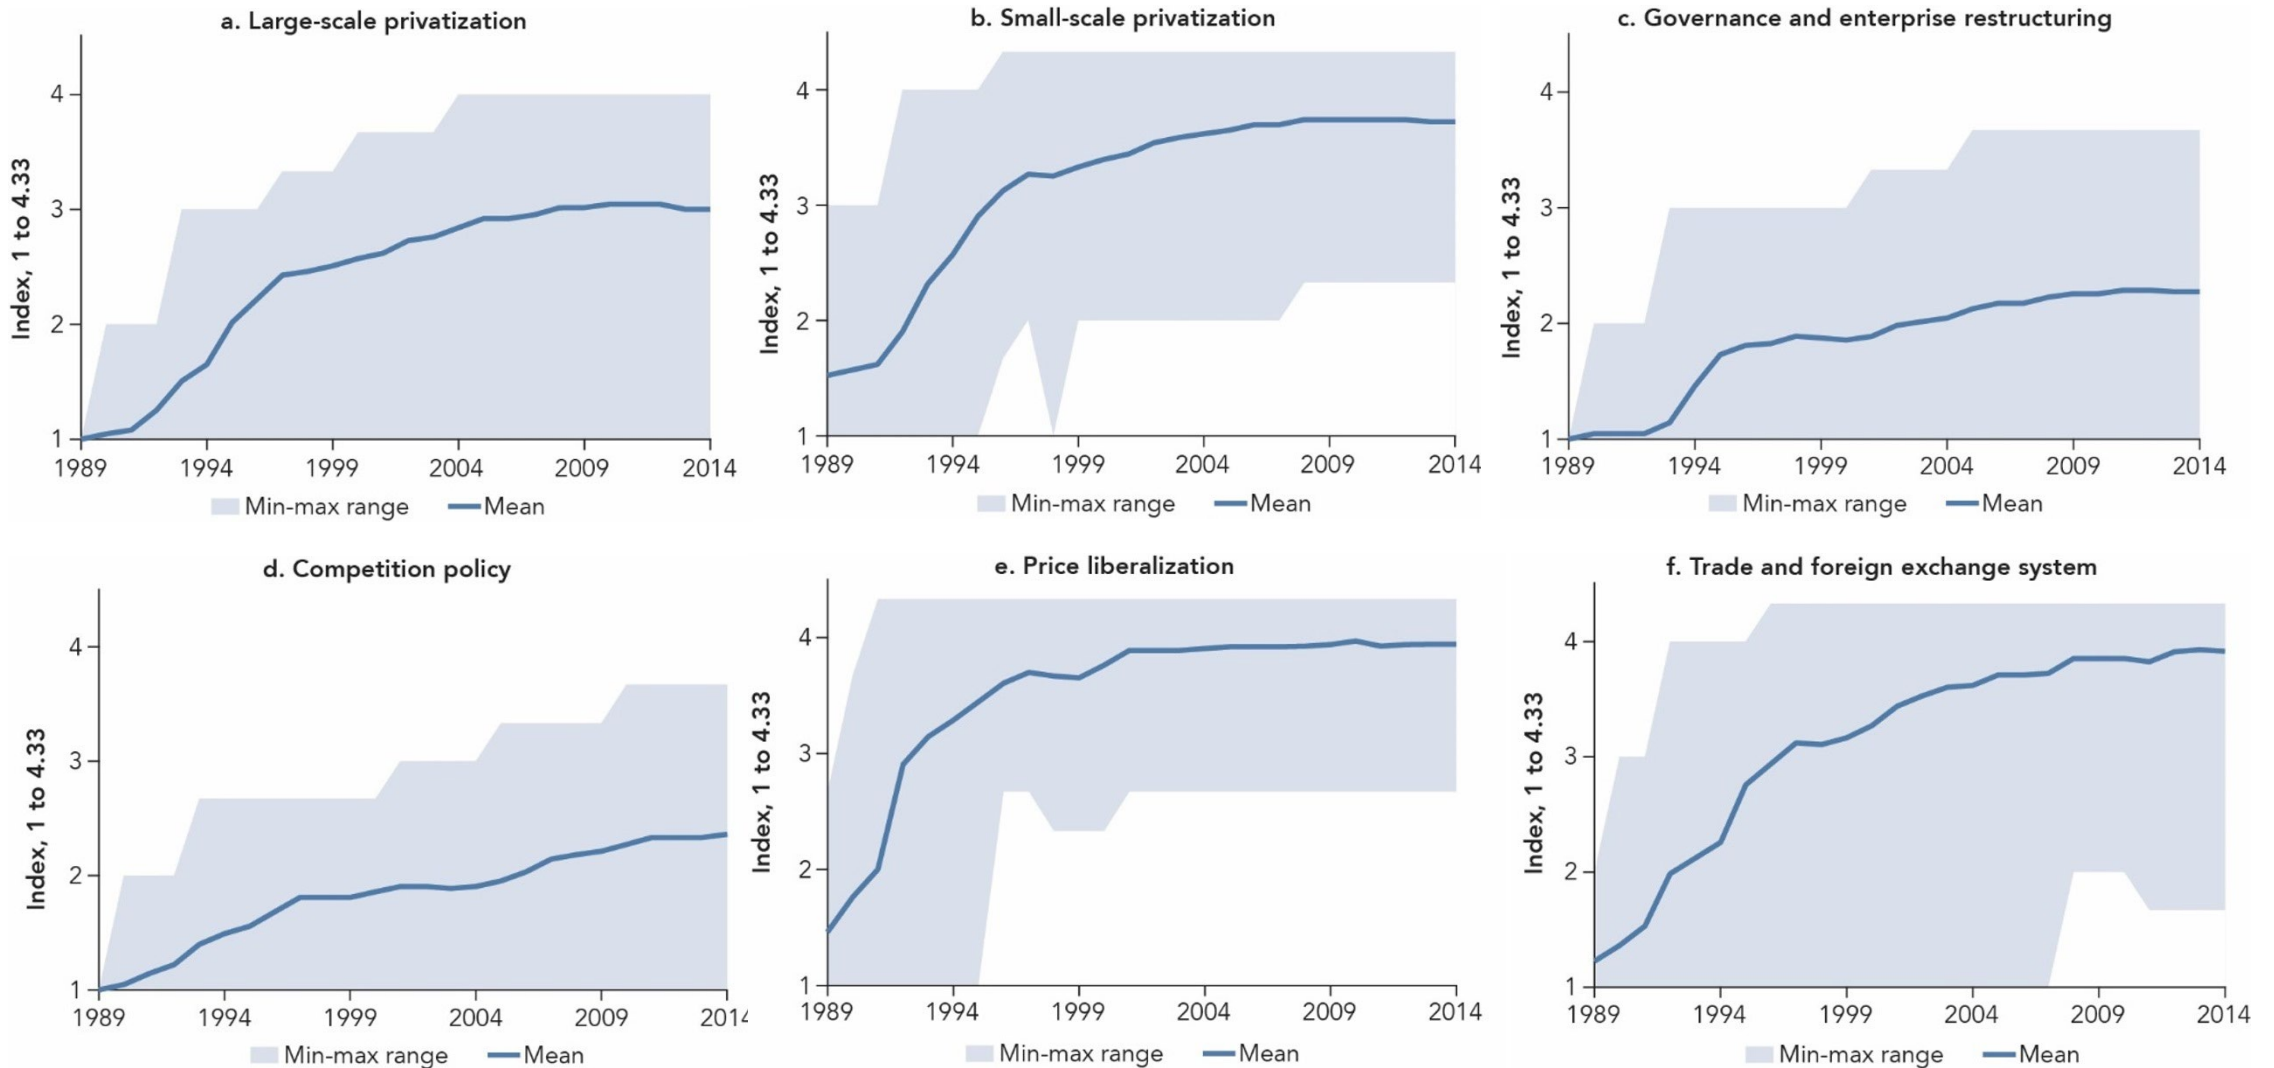 a. Large-scale privatization
Index, 1 to 4.33
4
3
2
1
1989 1994 1999 2004 2009 2014
Min-max range Mean
b. Small-scale privatization
Index, 1 to 4.33
4
3
2
1
1989 1994 1999 2004 2009 2014
Min-max range Mean
c. Governance and enterprise restructuring
Index, 1 to 4.33
4
3
2
1
1989 1994 1999 2004 2009 2014
Min-max range Mean
d. Competition policy
Index, 1 to 4.33
4
3
2
1
1989 1994 1999 2004 2009 2014
Min-max range Mean
e. Price liberalization
Index, 1 to 4.33
4
3
2
1
1989 1994 1999 2004 2009 2014
Min-max range Mean
f. Trade and foreign exchange system
Index, 1 to 4.33
4
3
2
1
1989 1994 1999 2004 2009 2014
Min-max range Mean